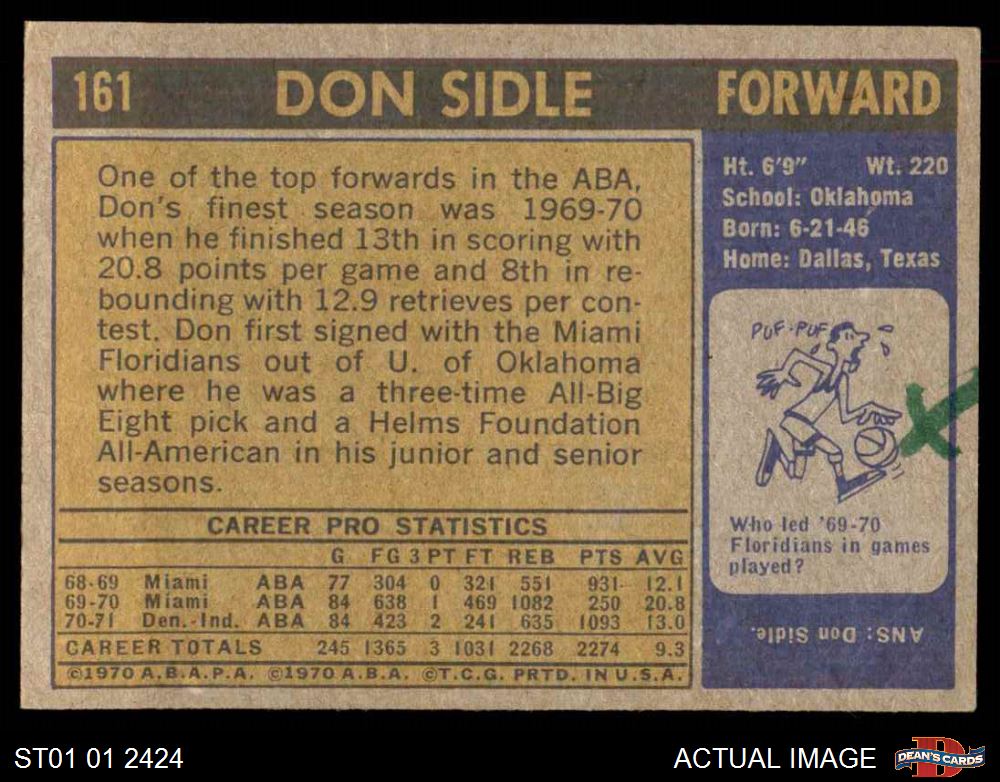 161 DON SIDLE FORWARD
One of the top forwards in the ABA,
Don's finest season was 1969-70
when he finished 13th in scoring with
20.8 points per game and 8th in re-
bounding with 12.9 retrieves per con-
test. Don first signed with the Miami
Floridians out of U. of Oklahoma
where he was a three-time All-Big
Eight pick and a Helms Foundation
All-American in his junior and senior
seasons.
CAREER PRO STATISTICS
G FG 3 PT FT REB PTS AVG
68-69 Miami ABA 77 304 0 321 551 931 12.1
69-70 Miami ABA 84 638 1 469 1082 250 20.8
70-71 Den.-Ind. ABA 84 423 2 241 635 1093 13.0
CAREER TOTALS 245 1365 3 1031 2268 2274 9.3
©1970 A.B.A.P.A. ©1970 A.B.A. ©T.C.G. PRTD. IN U.S.A.
Ht. 6'9" Wt. 220
School: Oklahoma
Born: 6-21-46
Home: Dallas, Texas
PUF-PUF
Who led '69-70
Floridians in games
played?
ANS: Don Sidle.
ST01 01 2424
ACTUAL IMAGE
D
DEAN'S CARDS